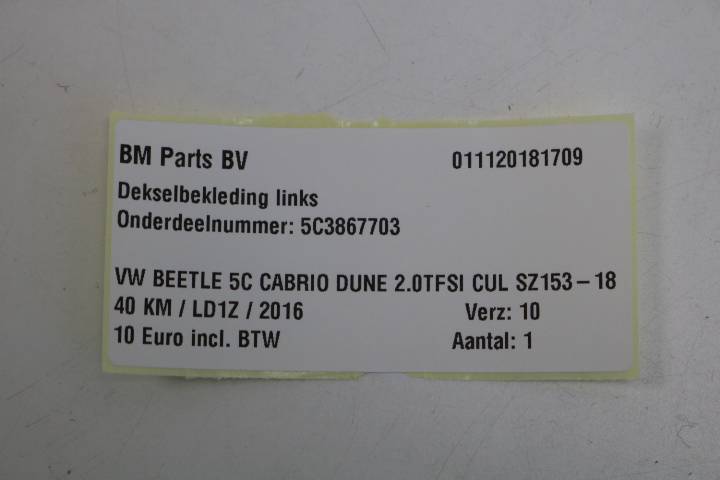 BM Parts BV 011120181709
Dekselbekleding links
Onderdeelnummer: 5C3867703
VW BEETLE 5C CABRIO DUNE 2.0TFSI CUL SZ153-18
40 KM / LD1Z / 2016 Verz: 10
10 Euro incl. BTW Aantal: 1